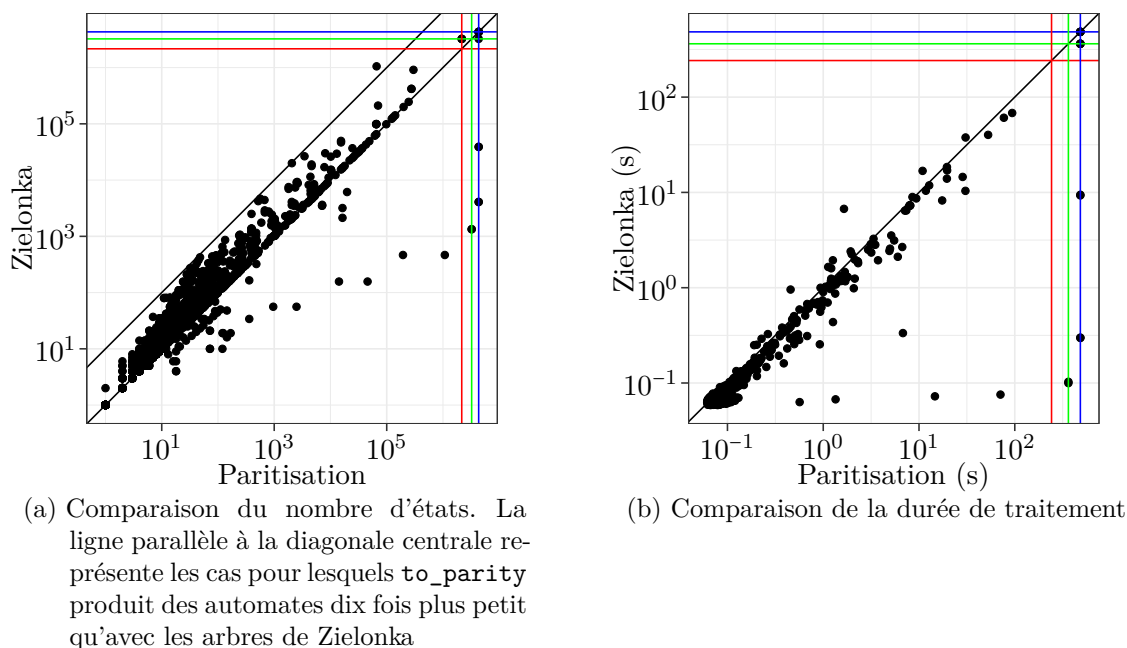 10^5
10^3
10^1
Zielonka
10^1
10^3
10^5
Paritisation
10^2
10^1
10^0
10^-1
Zielonka (s)
10^-1
10^0
10^1
10^2
Paritisation (s)
(a) Comparaison du nombre d'états. La
ligne parallèle à la diagonale centrale re-
présente les cas pour lesquels to_parity
produit des automates dix fois plus petit
qu'avec les arbres de Zielonka
(b) Comparaison de la durée de traitement